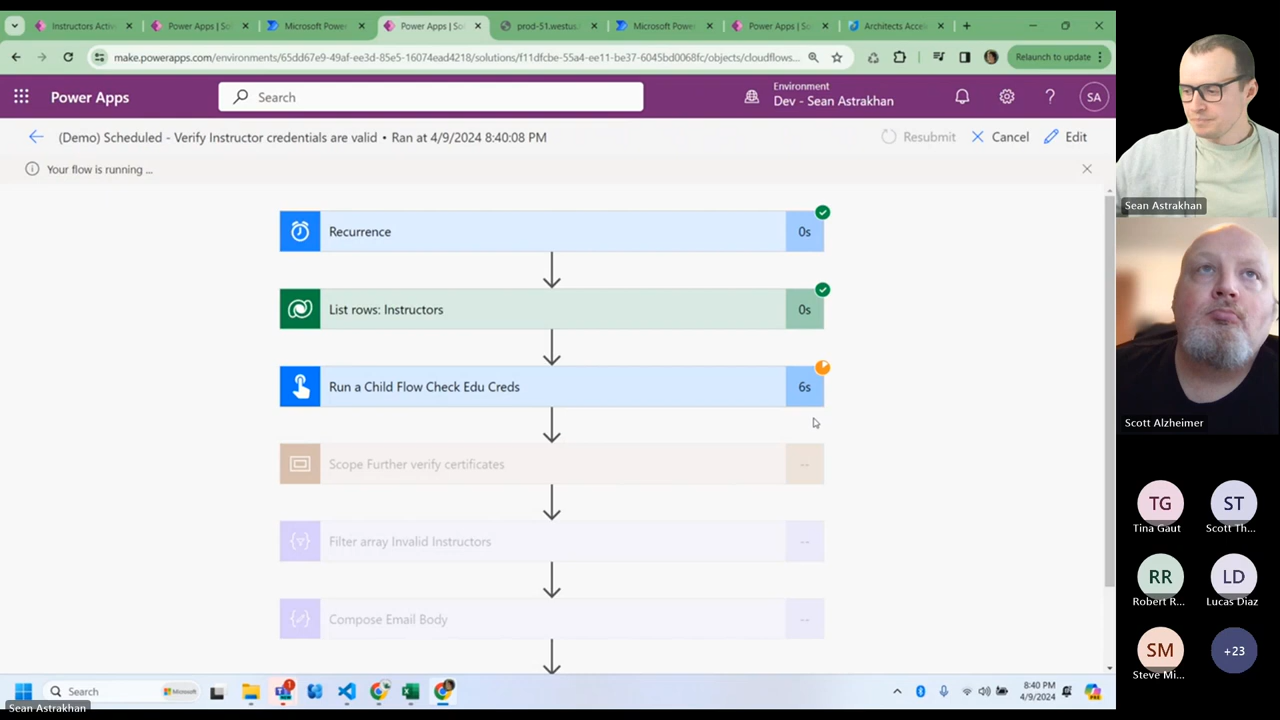 Instructors Activ
Power Apps | So
Microsoft Power
Power Apps | So
prod-51.westus.
Microsoft Power
Power Apps | So
Architects Accel
make.powerapps.com/environments/65dd67e9-49af-ee3d-85e5-16074ead4218/solutions/f11dfcbe-55a4-ee11-be37-6045bd0068fc/objects/cloudflows...
Relaunch to update
Power Apps
Search
Environment
Dev - Sean Astrakhan
SA
(Demo) Scheduled - Verify Instructor credentials are valid • Ran at 4/9/2024 8:40:08 PM
Resubmit
Cancel
Edit
Your flow is running ...
Recurrence
0s
List rows: Instructors
0s
Run a Child Flow Check Edu Creds
6s
Scope Further verify certificates
--
Filter array Invalid Instructors
--
Compose Email Body
--
Sean Astrakhan
Scott Alzheimer
TG
Tina Gaut
ST
Scott Th...
RR
Robert R...
LD
Lucas Diaz
SM
Steve Mi...
+23
Search
Microsoft
1
8:40 PM
4/9/2024
Sean Astrakhan